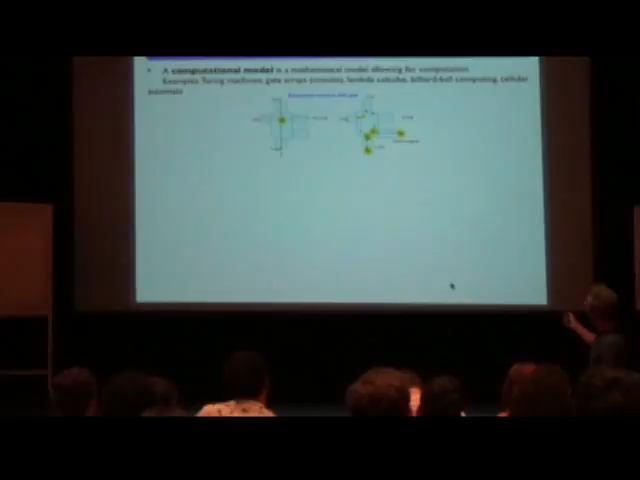 • A computational model is a mathematical model allowing for computation
Examples: Turing machines, gate arrays (circuits), lambda calculus, billiard-ball computing, cellular
automata